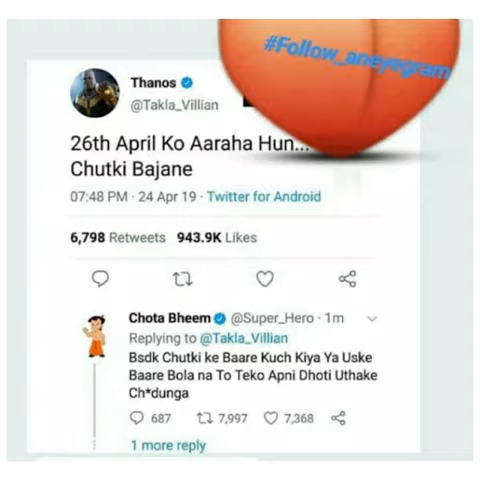 #Follow_aneyegram
Thanos
@Takla_Villian
26th April Ko Aaraha Hun...
Chutki Bajane
07:48 PM · 24 Apr 19 · Twitter for Android
6,798 Retweets 943.9K Likes
Chota Bheem @Super_Hero · 1m
Replying to @Takla_Villian
Bsdk Chutki ke Baare Kuch Kiya Ya Uske
Baare Bola na To Teko Apni Dhoti Uthake
Ch*dunga
687 7,997 7,368
1 more reply